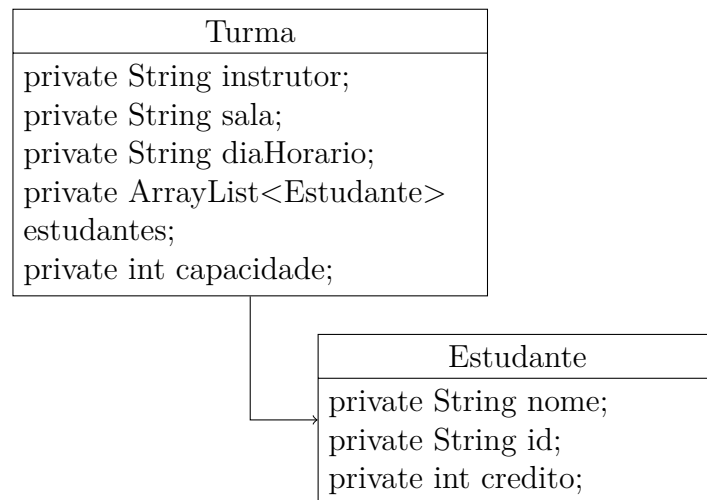 Turma
private String instrutor;
private String sala;
private String diaHorario;
private ArrayList<Estudante>
estudantes;
private int capacidade;
Estudante
private String nome;
private String id;
private int credito;